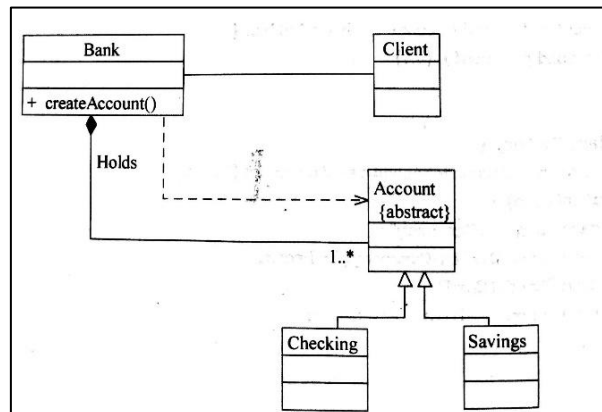 Bank
Client
+ createAccount()
Holds
Account
{abstract}
1..*
Checking
Savings